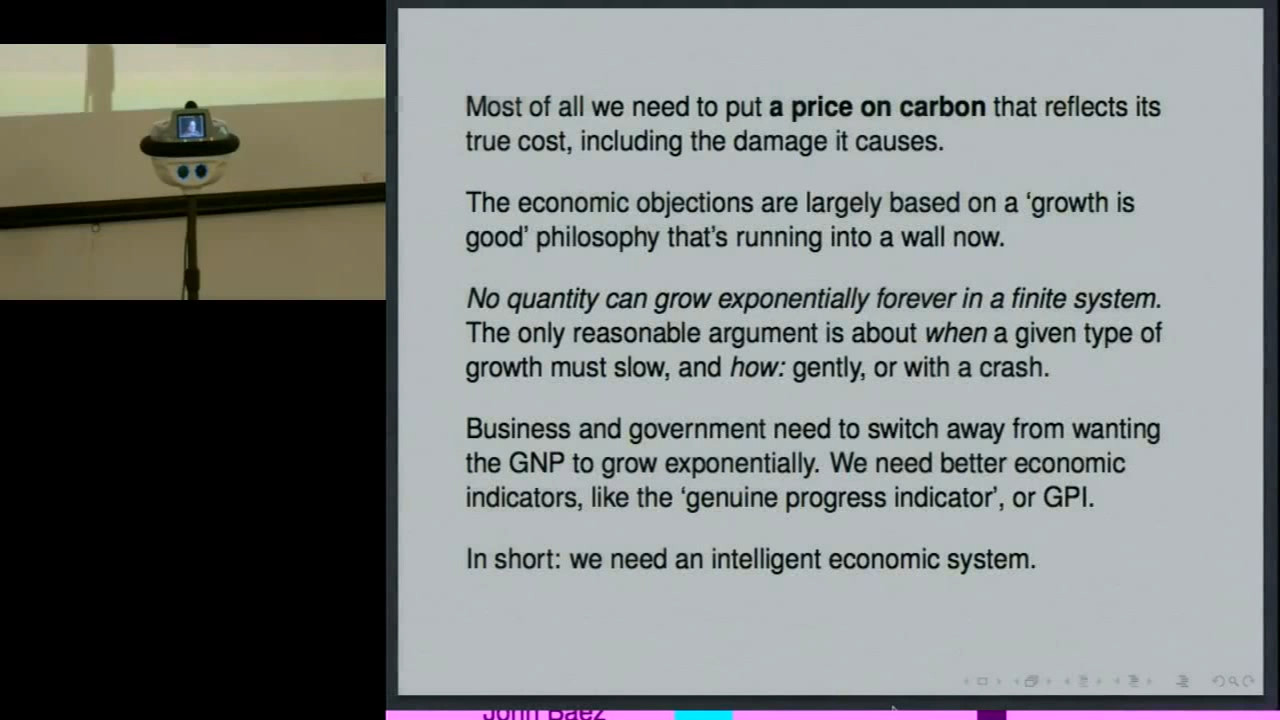 Most of all we need to put a price on carbon that reflects its
true cost, including the damage it causes.
The economic objections are largely based on a ‘growth is
good’ philosophy that’s running into a wall now.
No quantity can grow exponentially forever in a finite system.
The only reasonable argument is about when a given type of
growth must slow, and how: gently, or with a crash.
Business and government need to switch away from wanting
the GNP to grow exponentially. We need better economic
indicators, like the ‘genuine progress indicator’, or GPI.
In short: we need an intelligent economic system.
John Baez